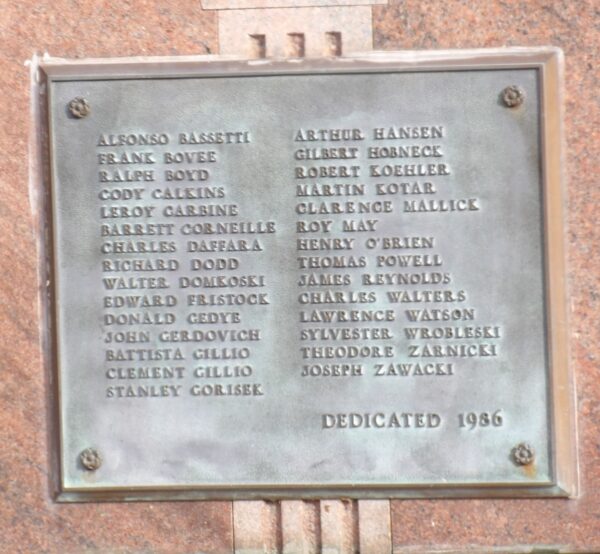 ALFONSO BASSETTI
FRANK BOVEE
RALPH BOYD
CODY CALKINS
LEROY CARBINE
BARRETT CORNEILLE
CHARLES DAFFARA
RICHARD DODD
WALTER DOMKOSKI
EDWARD FRISTOCK
DONALD GEDYE
JOHN GERDOVICH
BATTISTA GILLIO
CLEMENT GILLIO
STANLEY GORISEK
ARTHUR HANSEN
GILBERT HOBNECK
ROBERT KOEHLER
MARTIN KOTAR
CLARENCE MALLICK
ROY MAY
HENRY O'BRIEN
THOMAS POWELL
JAMES REYNOLDS
CHARLES WALTERS
LAWRENCE WATSON
SYLVESTER WROBLESKI
THEODORE ZARNICKI
JOSEPH ZAWACKI
DEDICATED 1986